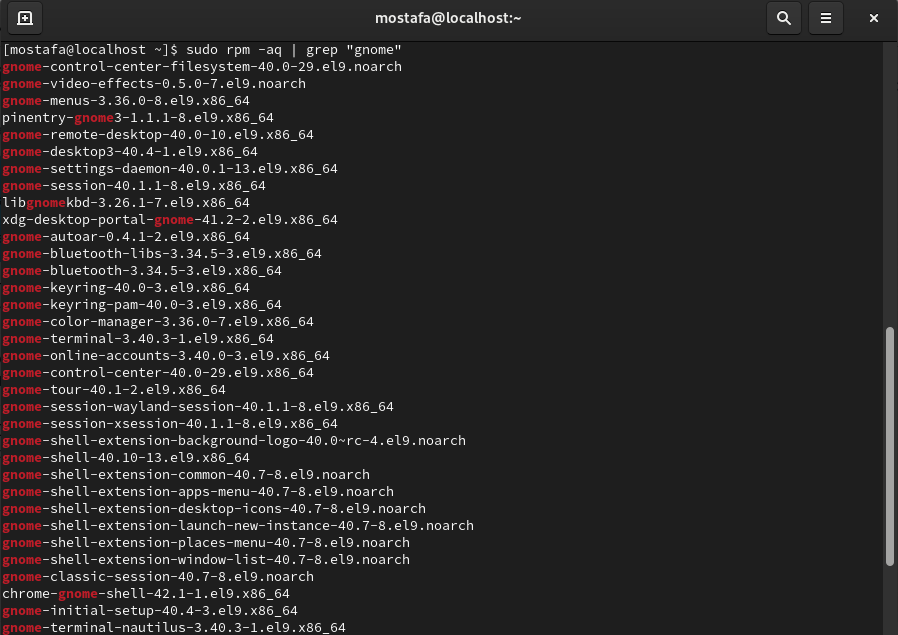 mostafa@localhost:~
[mostafa@localhost ~]$ sudo rpm -aq | grep "gnome"
gnome-control-center-filesystem-40.0-29.el9.noarch
gnome-video-effects-0.5.0-7.el9.noarch
gnome-menus-3.36.0-8.el9.x86_64
pinentry-gnome3-1.1.1-8.el9.x86_64
gnome-remote-desktop-40.0-10.el9.x86_64
gnome-desktop3-40.4-1.el9.x86_64
gnome-settings-daemon-40.0.1-13.el9.x86_64
gnome-session-40.1.1-8.el9.x86_64
libgnomekbd-3.26.1-7.el9.x86_64
xdg-desktop-portal-gnome-41.2-2.el9.x86_64
gnome-autoar-0.4.1-2.el9.x86_64
gnome-bluetooth-libs-3.34.5-3.el9.x86_64
gnome-bluetooth-3.34.5-3.el9.x86_64
gnome-keyring-40.0-3.el9.x86_64
gnome-keyring-pam-40.0-3.el9.x86_64
gnome-color-manager-3.36.0-7.el9.x86_64
gnome-terminal-3.40.3-1.el9.x86_64
gnome-online-accounts-3.40.0-3.el9.x86_64
gnome-control-center-40.0-29.el9.x86_64
gnome-tour-40.1-2.el9.x86_64
gnome-session-wayland-session-40.1.1-8.el9.x86_64
gnome-session-xsession-40.1.1-8.el9.x86_64
gnome-shell-extension-background-logo-40.0~rc-4.el9.noarch
gnome-shell-40.10-13.el9.x86_64
gnome-shell-extension-common-40.7-8.el9.noarch
gnome-shell-extension-apps-menu-40.7-8.el9.noarch
gnome-shell-extension-desktop-icons-40.7-8.el9.noarch
gnome-shell-extension-launch-new-instance-40.7-8.el9.noarch
gnome-shell-extension-places-menu-40.7-8.el9.noarch
gnome-shell-extension-window-list-40.7-8.el9.noarch
gnome-classic-session-40.7-8.el9.noarch
chrome-gnome-shell-42.1-1.el9.x86_64
gnome-initial-setup-40.4-3.el9.x86_64
gnome-terminal-nautilus-3.40.3-1.el9.x86_64